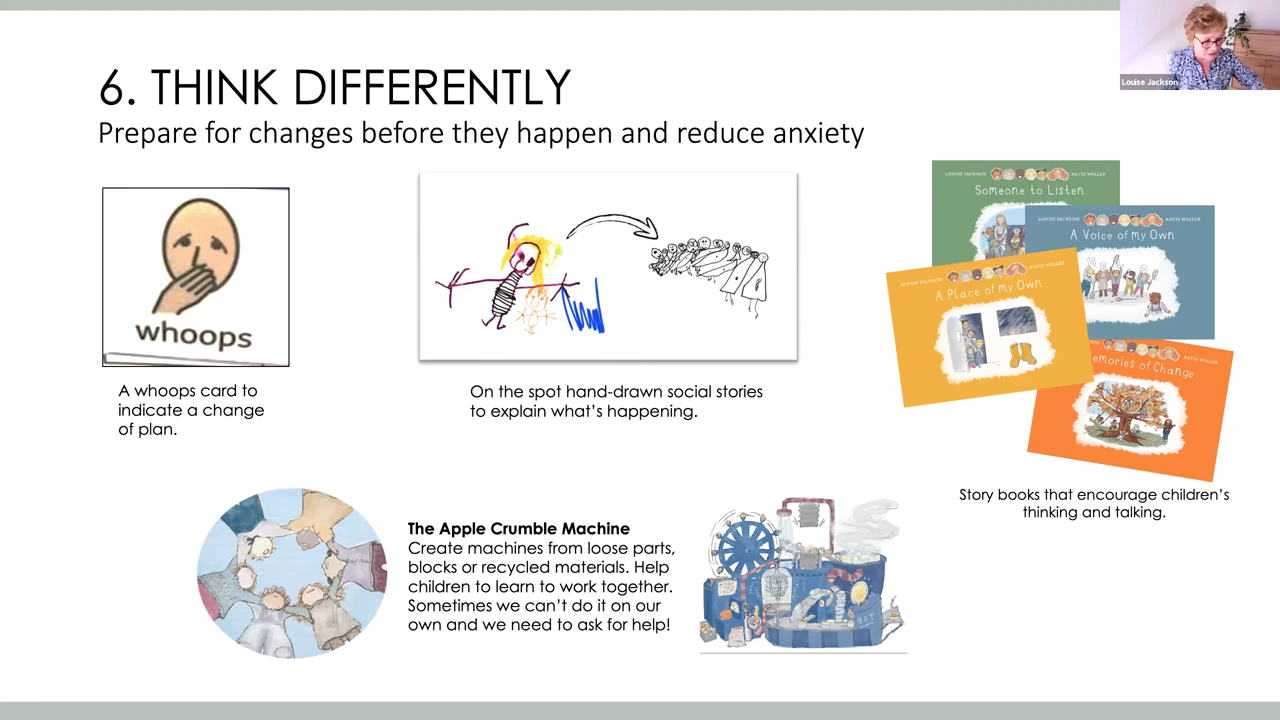 Louise Jackson
6. THINK DIFFERENTLY
Prepare for changes before they happen and reduce anxiety
whoops
A whoops card to
indicate a change
of plan.
On the spot hand-drawn social stories
to explain what's happening.
LOUISE JACKSON
KATIE WALLER
Someone to Listen
LOUISE JACKSON
KATIE WALLER
A Voice of my Own
LOUISE JACKSON
KATIE WALLER
A Place of my Own
KATIE WALLER
emories of Change
Story books that encourage children's
thinking and talking.
The Apple Crumble Machine
Create machines from loose parts,
blocks or recycled materials. Help
children to learn to work together.
Sometimes we can't do it on our
own and we need to ask for help!
HOT